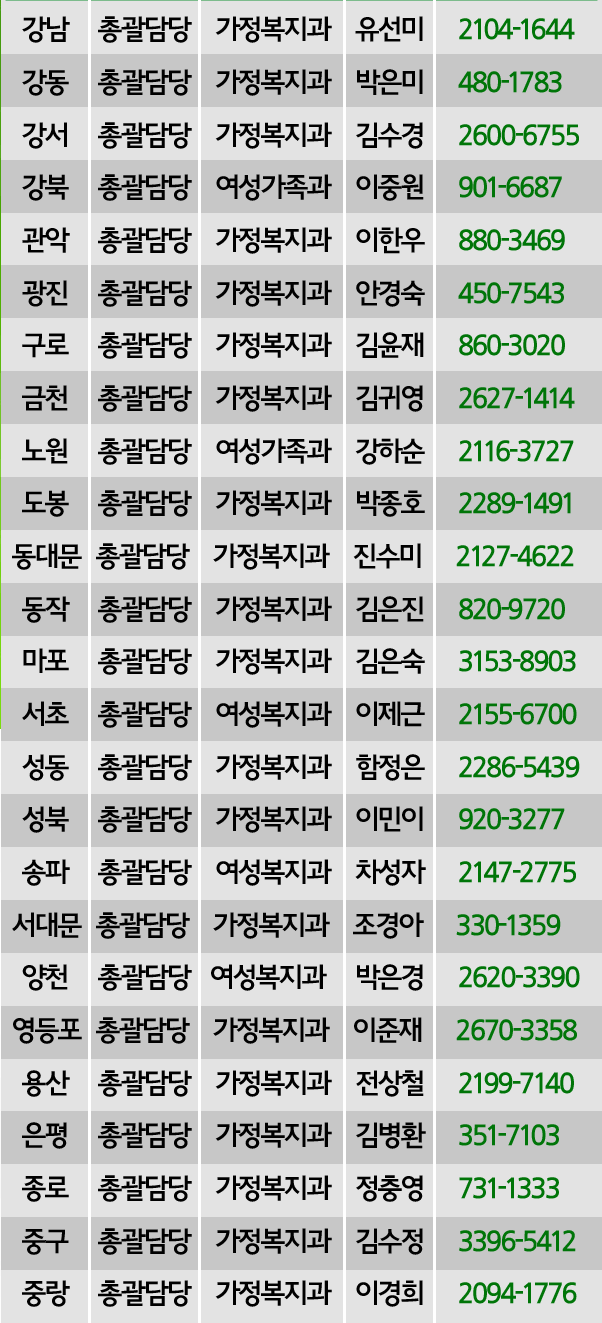 강남 총괄담당 가정복지과 유선미 2104-1644
강동 총괄담당 가정복지과 박은미 480-1783
강서 총괄담당 가정복지과 김수경 2600-6755
강북 총괄담당 여성가족과 이중원 901-6687
관악 총괄담당 가정복지과 이한우 880-3469
광진 총괄담당 가정복지과 안경숙 450-7543
구로 총괄담당 가정복지과 김윤재 860-3020
금천 총괄담당 가정복지과 김귀영 2627-1414
노원 총괄담당 여성가족과 강하순 2116-3727
도봉 총괄담당 가정복지과 박종호 2289-1491
동대문 총괄담당 가정복지과 진수미 2127-4622
동작 총괄담당 가정복지과 김은진 820-9720
마포 총괄담당 가정복지과 김은숙 3153-8903
서초 총괄담당 여성복지과 이제근 2155-6700
성동 총괄담당 가정복지과 함정은 2286-5439
성북 총괄담당 가정복지과 이민이 920-3277
송파 총괄담당 여성복지과 차성자 2147-2775
서대문 총괄담당 가정복지과 조경아 330-1359
양천 총괄담당 여성복지과 박은경 2620-3390
영등포 총괄담당 가정복지과 이준재 2670-3358
용산 총괄담당 가정복지과 전상철 2199-7140
은평 총괄담당 가정복지과 김병환 351-7103
종로 총괄담당 가정복지과 정충영 731-1333
중구 총괄담당 가정복지과 김수정 3396-5412
중랑 총괄담당 가정복지과 이경희 2094-1776